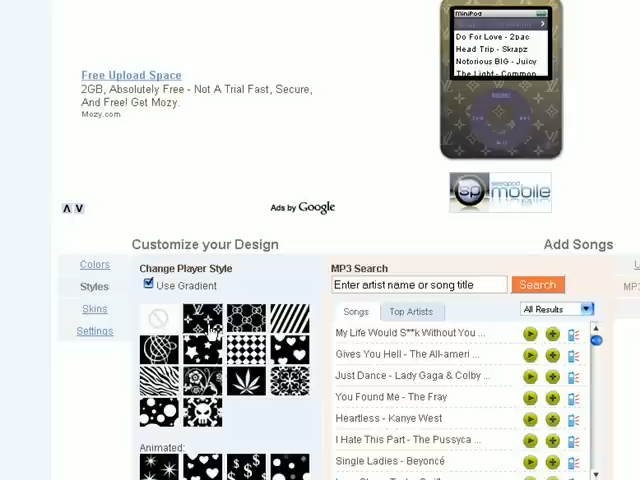 MiniPod
Do For Love - 2pac
Head Trip - Skrapz
Notorious BIG - Juicy
The Light - Common
Free Upload Space
2GB, Absolutely Free - Not A Trial Fast, Secure,
And Free! Get Mozy.
Mozy.com
mobile
Ads by Google
Customize your Design
Add Songs
Colors
Styles
Skins
Settings
Change Player Style
Use Gradient
Animated:
MP3 Search
Enter artist name or song title
Search
Songs
Top Artists
All Results
My Life Would S**k Without You ...
Gives You Hell - The All-ameri ...
Just Dance - Lady Gaga & Colby ...
You Found Me - The Fray
Heartless - Kanye West
I Hate This Part - The Pussyca ...
Single Ladies - Beyoncé
U
MP3